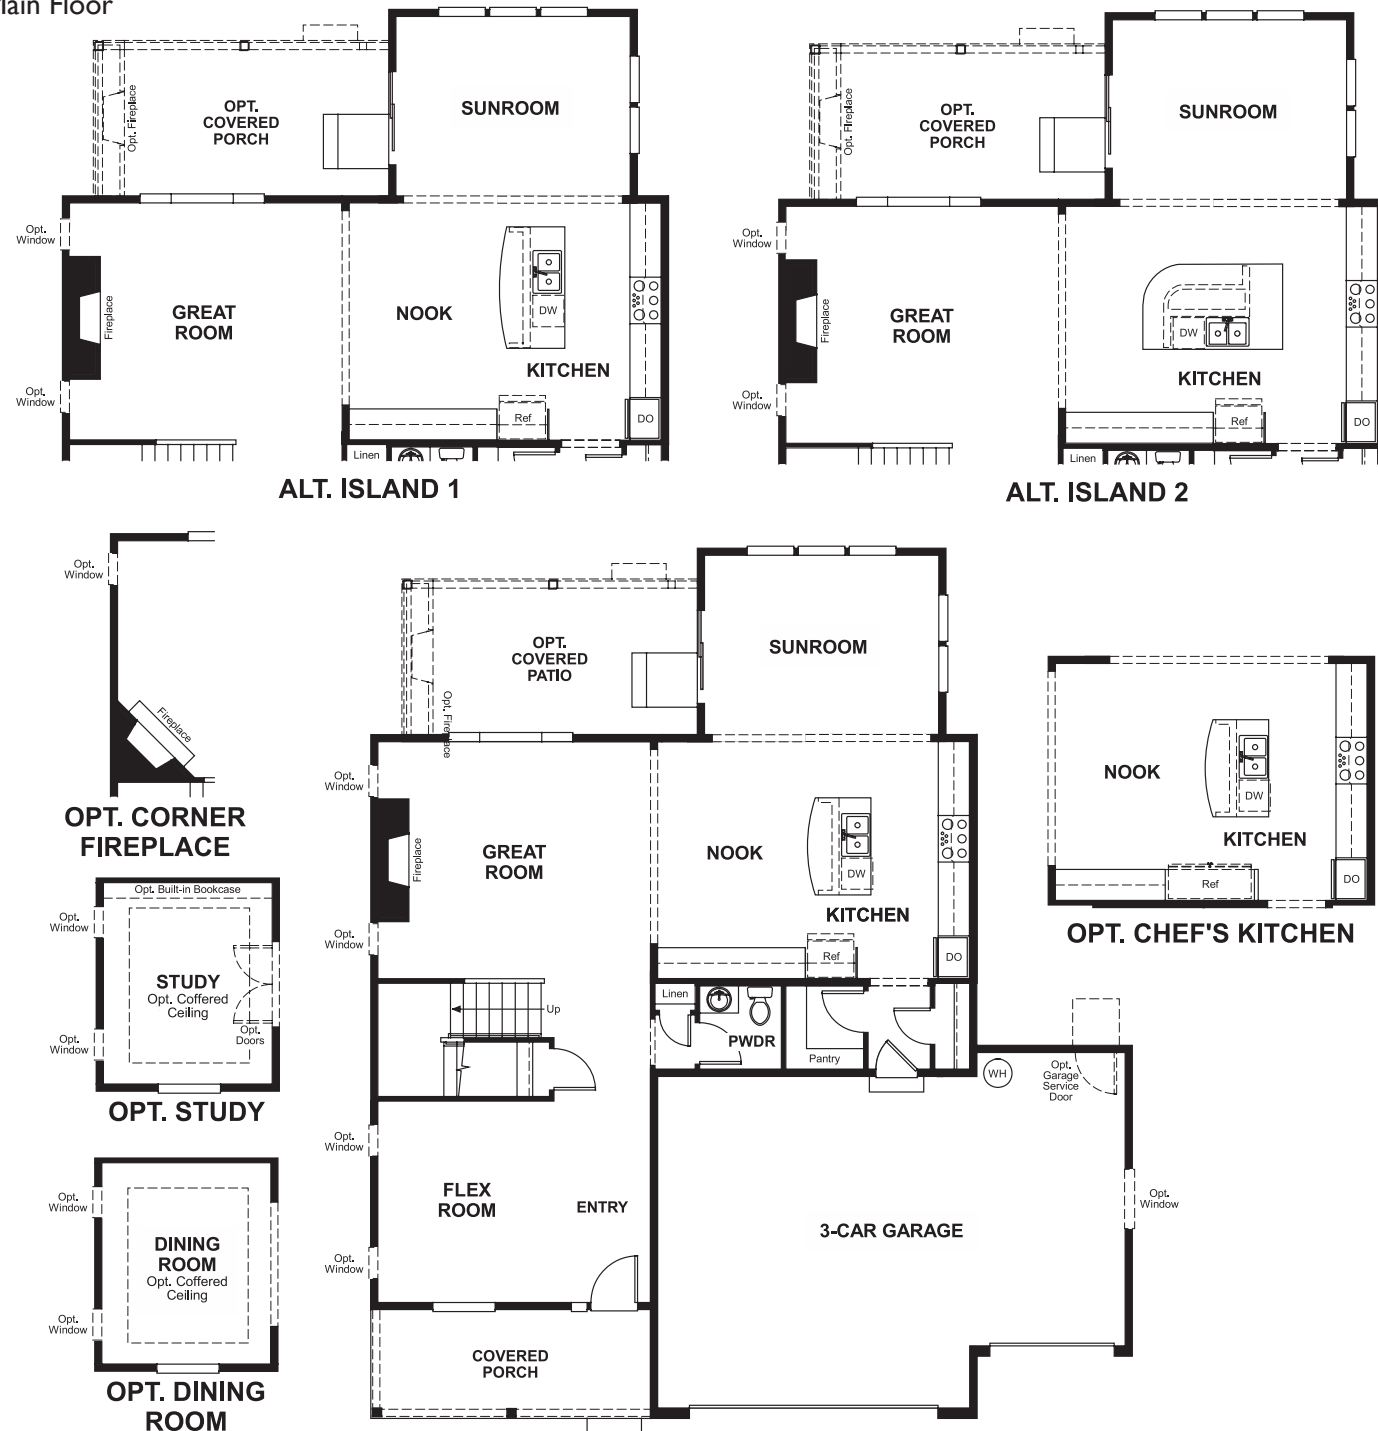 Main Floor
OPT.
COVERED
PORCH
Opt. Fireplace
SUNROOM
Opt.
Window
Fireplace
GREAT
ROOM
NOOK
DW
KITCHEN
Opt.
Window
Ref
DO
Linen
ALT. ISLAND 1
OPT.
COVERED
PORCH
Opt. Fireplace
SUNROOM
Opt.
Window
Fireplace
GREAT
ROOM
DW
KITCHEN
Opt.
Window
Ref
DO
Linen
ALT. ISLAND 2
Opt.
Window
Fireplace
OPT. CORNER
FIREPLACE
Opt. Built-in Bookcase
Opt.
Window
STUDY
Opt. Coffered
Ceiling
Opt.
Doors
Opt.
Window
OPT. STUDY
Opt.
Window
DINING
ROOM
Opt. Coffered
Ceiling
Opt.
Window
OPT. DINING
ROOM
OPT.
COVERED
PATIO
Opt. Fireplace
SUNROOM
Opt.
Window
Fireplace
GREAT
ROOM
NOOK
DW
KITCHEN
Opt.
Window
Ref
DO
Up
Linen
PWDR
Pantry
WH
Opt.
Garage
Service
Door
Opt.
Window
FLEX
ROOM
ENTRY
Opt.
Window
3-CAR GARAGE
Opt.
Window
COVERED
PORCH
NOOK
DW
KITCHEN
Ref
DO
OPT. CHEF'S KITCHEN